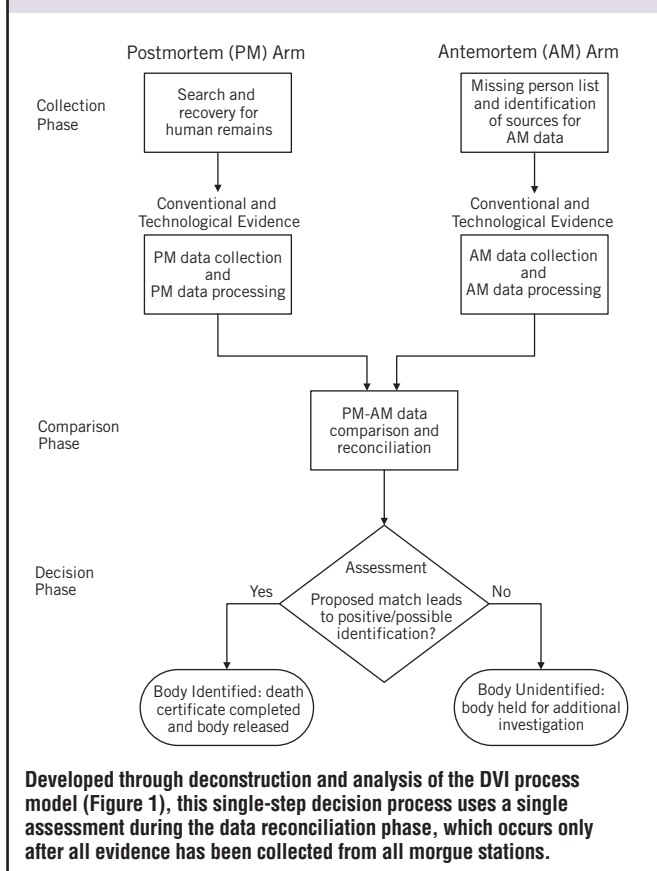 Postmortem (PM) Arm
Antemortem (AM) Arm
Collection
Phase
Search and
recovery for
human remains
Missing person list
and identification
of sources for
AM data
Conventional and
Technological Evidence
Conventional and
Technological Evidence
PM data collection
and
PM data processing
AM data collection
and
AM data processing
Comparison
Phase
PM-AM data
comparison and
reconciliation
Decision
Phase
Assessment
Proposed match leads
to positive/possible
identification?
Yes
No
Body Identified: death
certificate completed
and body released
Body Unidentified:
body held for additional
investigation
Developed through deconstruction and analysis of the DVI process
model (Figure 1), this single-step decision process uses a single
assessment during the data reconciliation phase, which occurs only
after all evidence has been collected from all morgue stations.